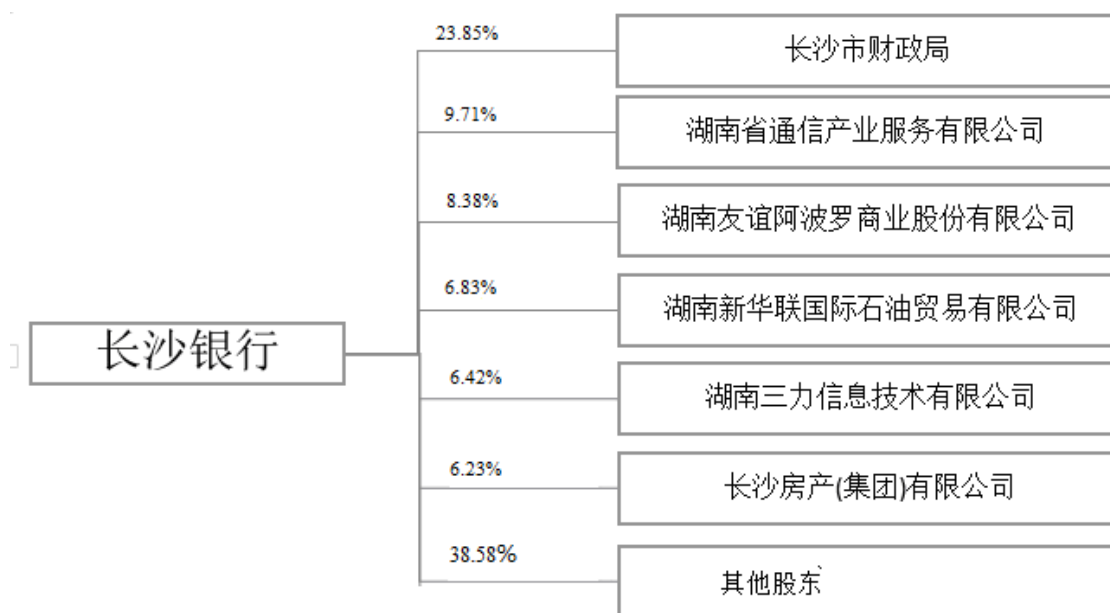 23.85%
长沙市财政局
9.71%
湖南省通信产业服务有限公司
8.38%
湖南友谊阿波罗商业股份有限公司
6.83%
湖南新华联国际石油贸易有限公司
长沙银行
6.42%
湖南三力信息技术有限公司
6.23%
长沙房产(集团)有限公司
38.58%
其他股东